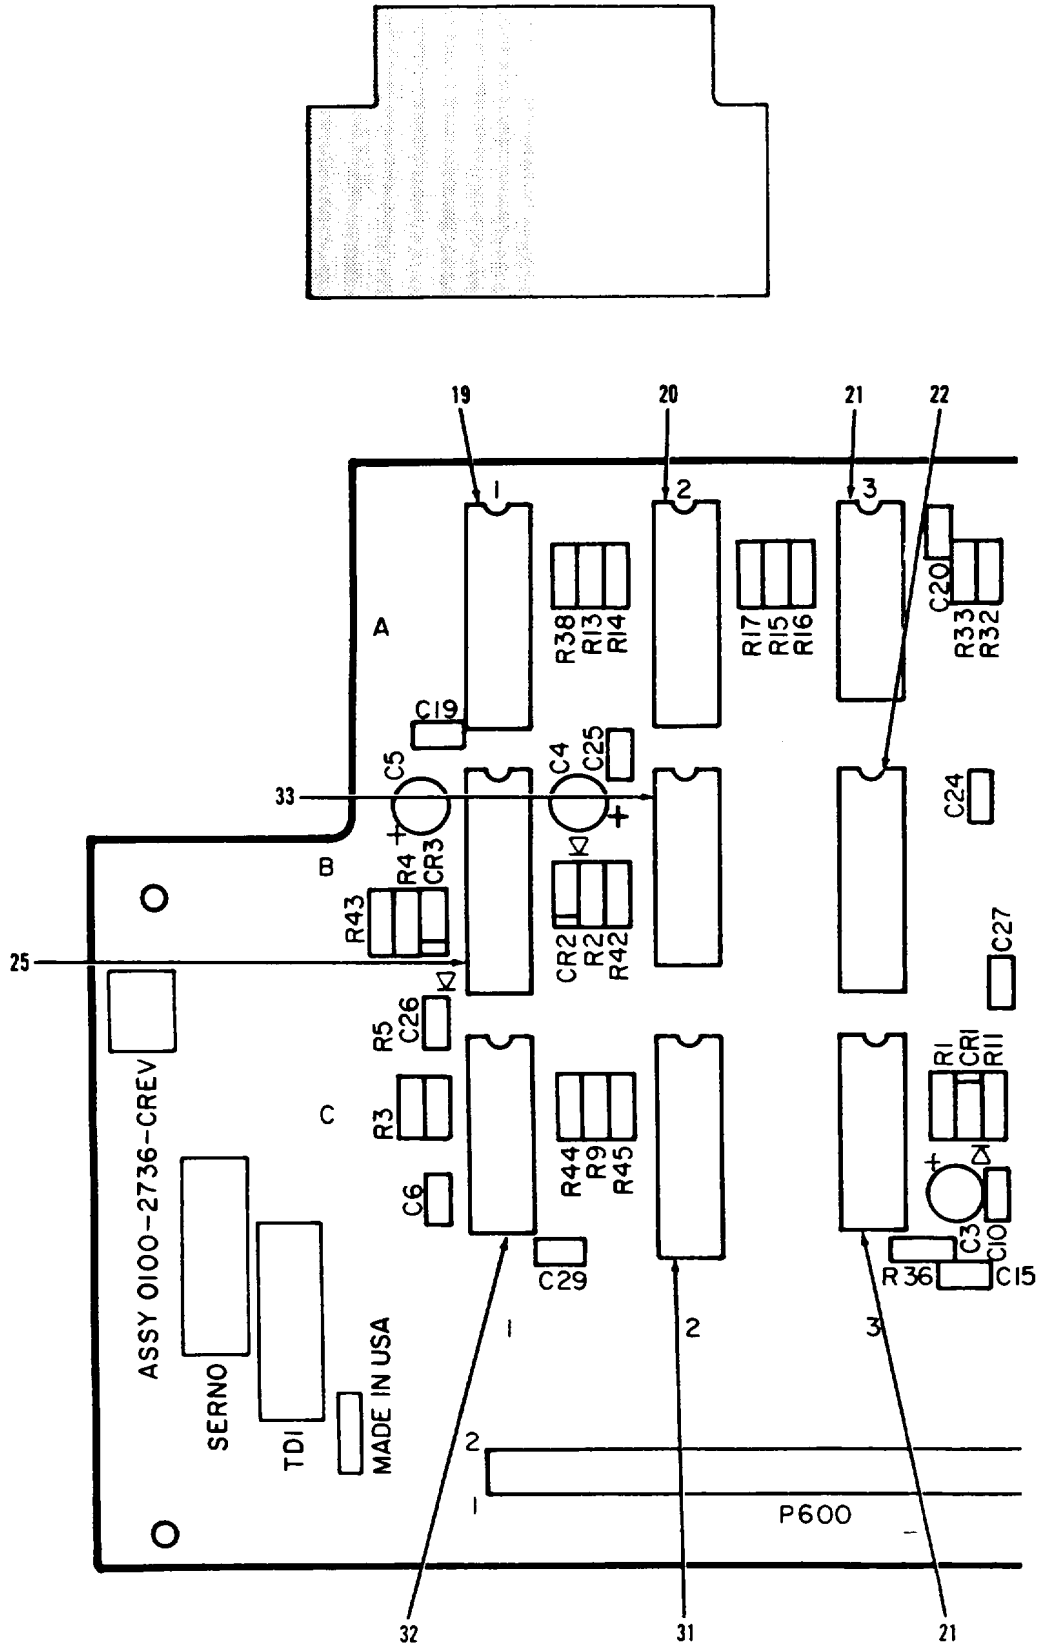 19 20 21 22
1 2 3
C20
R38 R13 R14
R17 R15 R16
R33 R32
A
C19
C5
C4
C25
33
C24
+
+
B
R4
CR3
R43
CR2 R2 R42
C27
25
R5
C26
R1
CR1
R11
C
R3
R44 R9 R45
C6
+
C3
C10
C29
R36
C15
ASSY 0100-2736-CREV
SERNO
TDI
MADE IN USA
1 2 3
2
1
P600
32 31 21